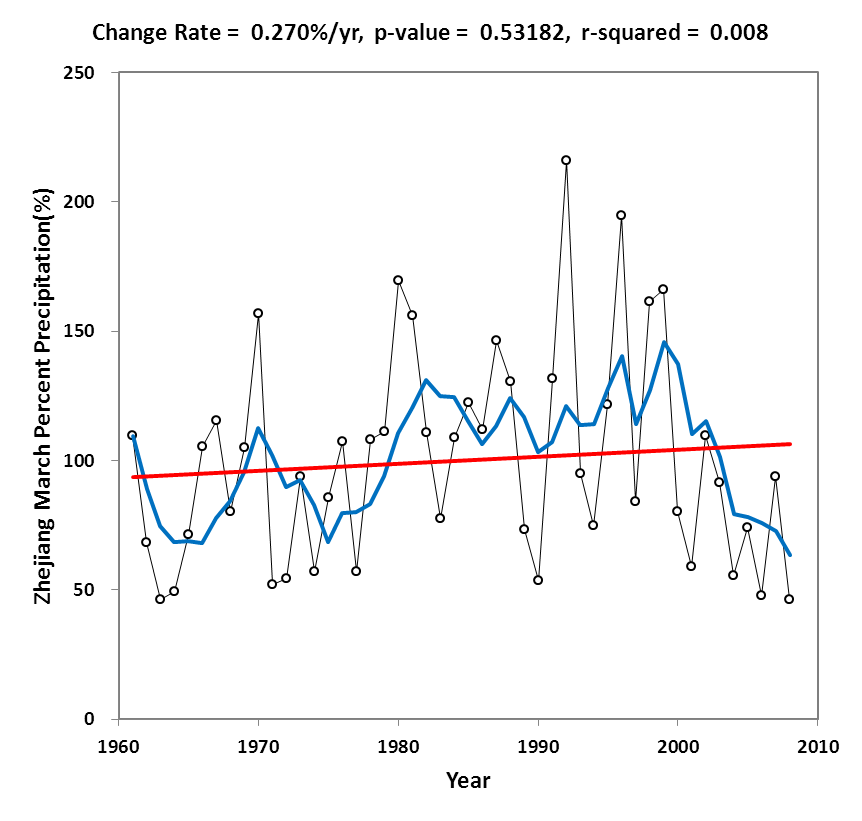 Change Rate = 0.270%/yr, p-value = 0.53182, r-squared = 0.008
Zhejiang March Percent Precipitation(%)
250
200
150
100
50
0
1960 1970 1980 1990 2000 2010
Year